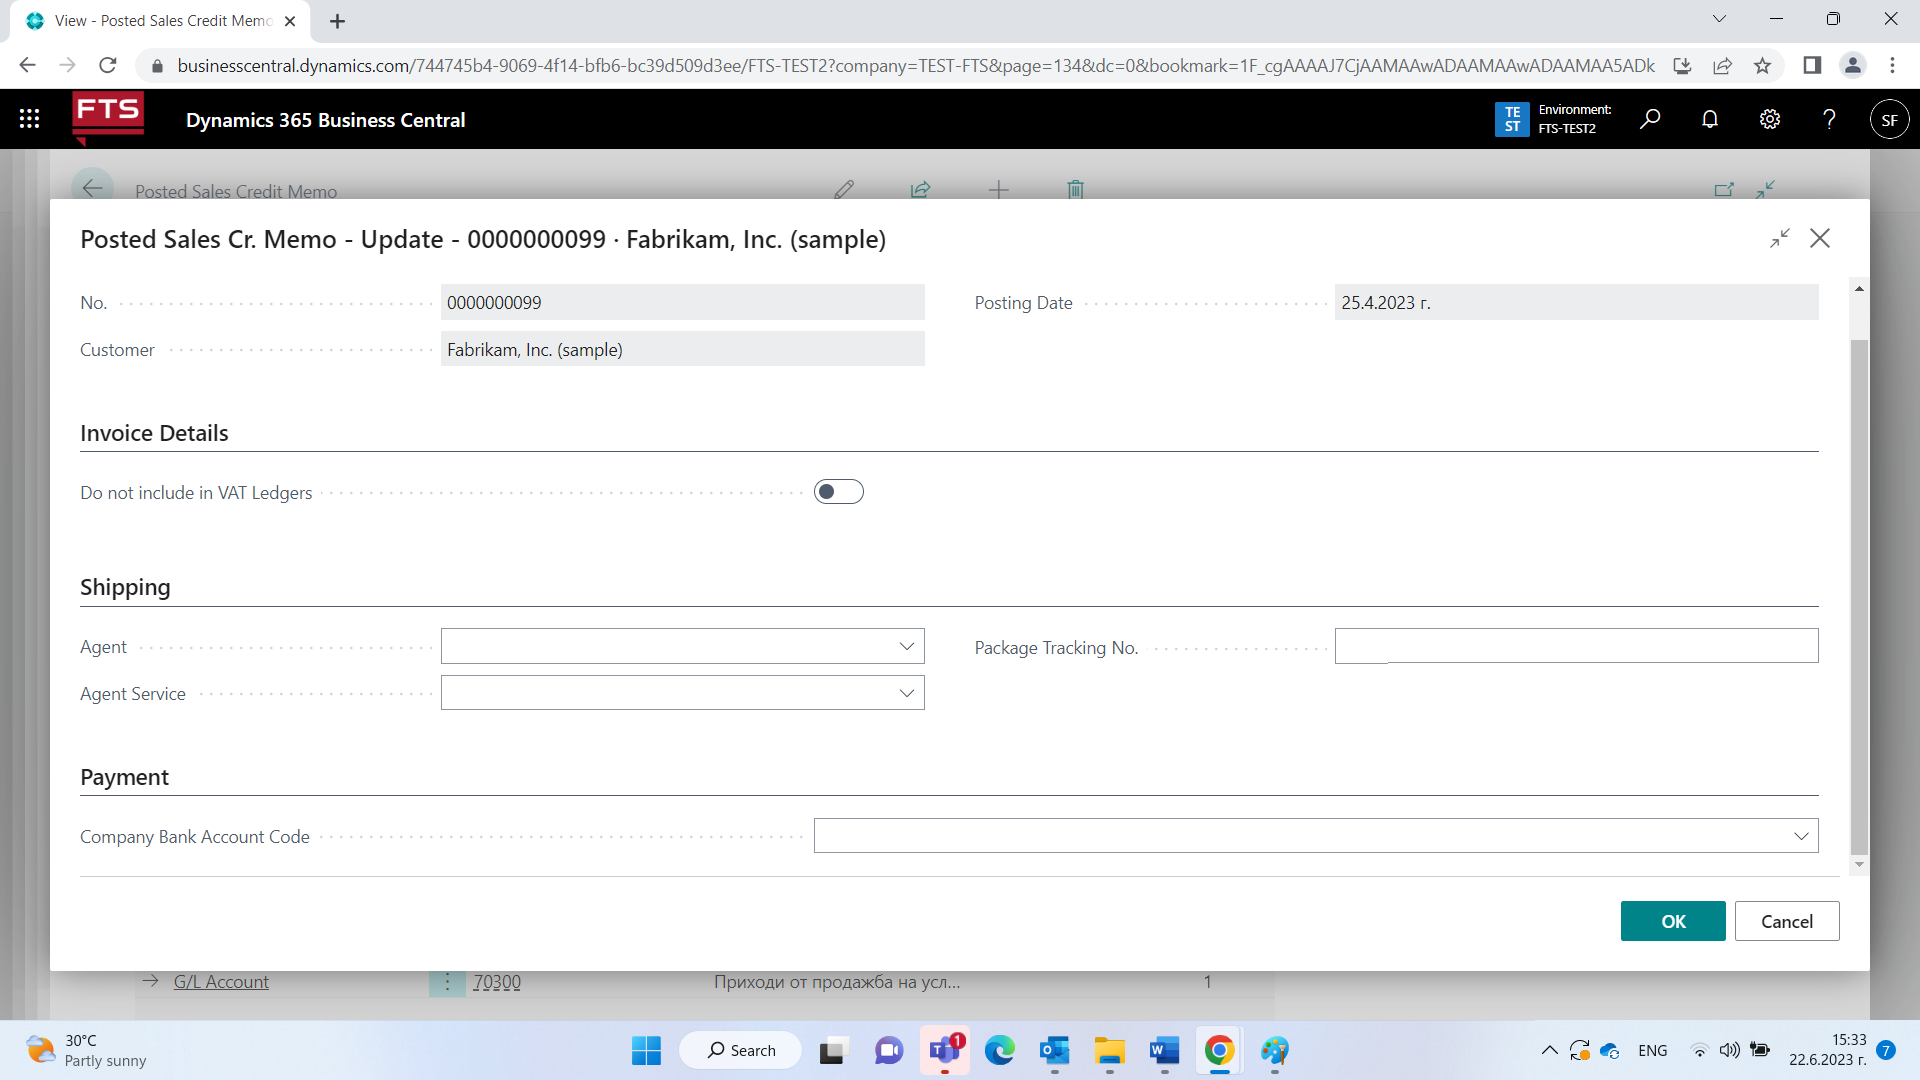 View - Posted Sales Credit Memo
businesscentral.dynamics.com/744745b4-9069-4f14-bfb6-bc39d509d3ee/FTS-TEST2?company=TEST-FTS&page=134&dc=0&bookmark=1F_cgAAAAJ7CjAAMAAwADAAMAAwADAAMAA5ADk
FTS
Dynamics 365 Business Central
TE
ST
Environment:
FTS-TEST2
SF
Posted Sales Credit Memo
Posted Sales Cr. Memo - Update - 0000000099 · Fabrikam, Inc. (sample)
No.
0000000099
Posting Date
25.4.2023 г.
Customer
Fabrikam, Inc. (sample)
Invoice Details
Do not include in VAT Ledgers
Shipping
Agent
Package Tracking No.
Agent Service
Payment
Company Bank Account Code
OK
Cancel
G/L Account
70300
Приходи от продажба на усл...
1
30°C
Partly sunny
Search
1
ENG
15:33
22.6.2023 г.
7